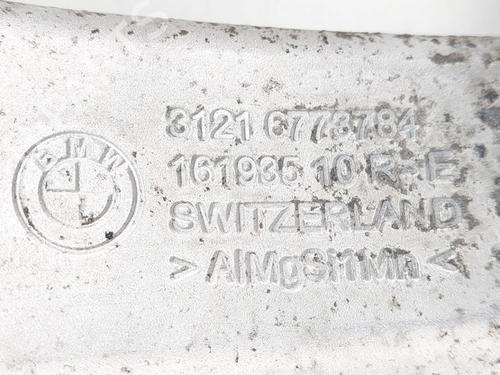 BMW
3121 6773784
161935 10 R-E
SWITZERLAND
> AlMgSi1Mn <